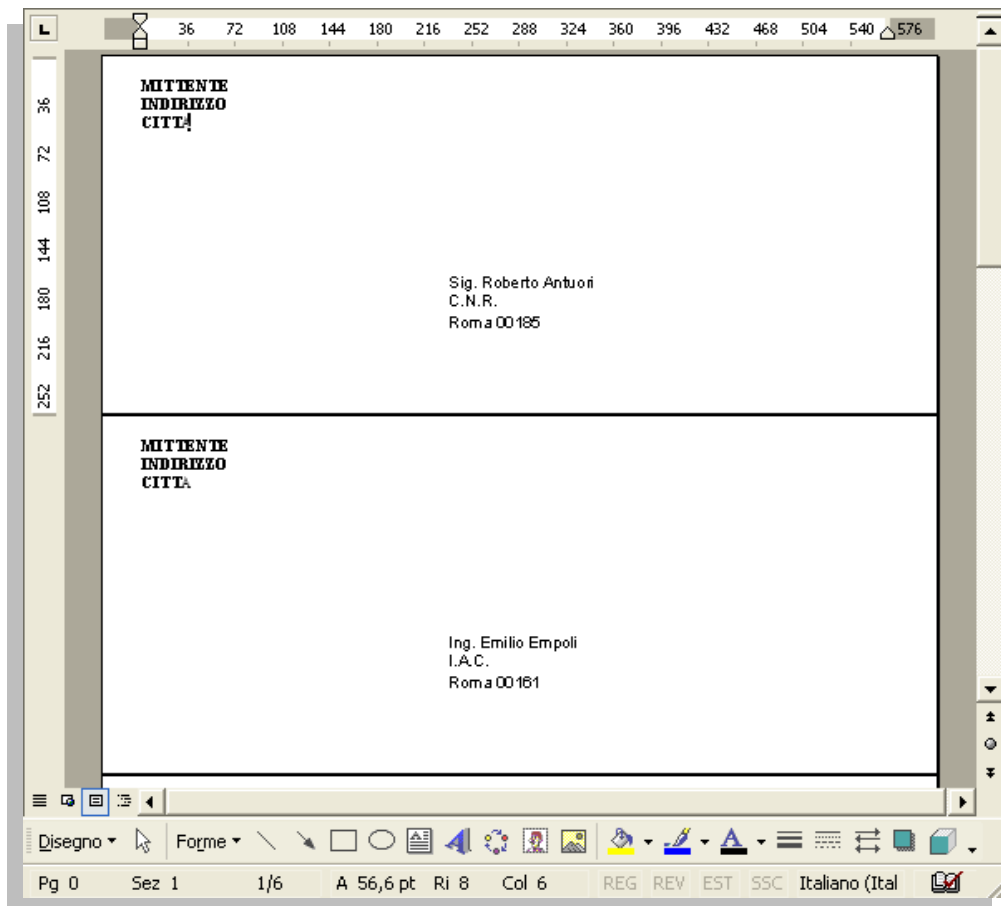 36 72 108 144 180 216 252 288 324 360 396 432 468 504 540 576
36
72
108
144
180
216
252
MITTENTE
INDIRIZZO
CITTA
Sig. Roberto Antuori
C.N.R.
Roma 00185
MITTENTE
INDIRIZZO
CITTA
Ing. Emilio Empoli
I.A.C.
Roma 00161
Disegno Forme
Pg 0 Sez 1 1/6 A 56,6 pt Ri 8 Col 6 REG REV EST SSC Italiano (Ital